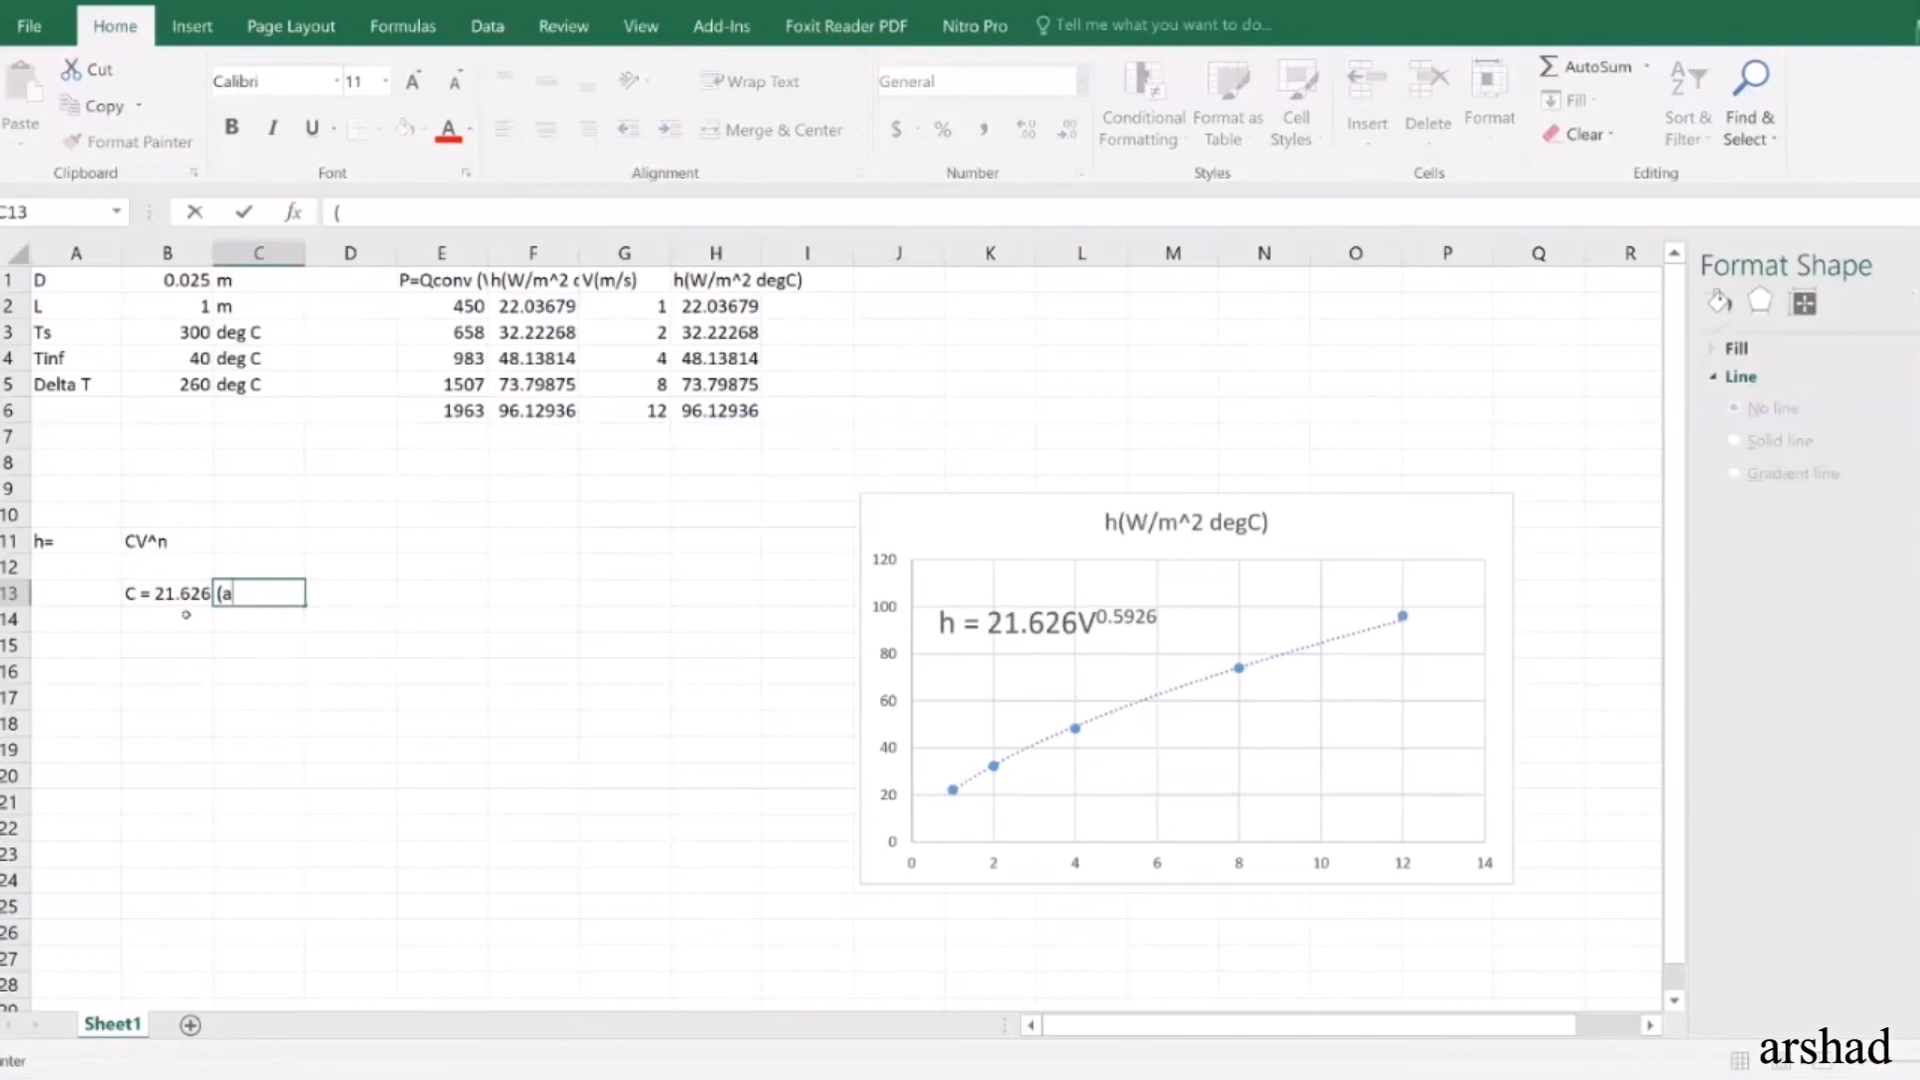 File Home Insert Page Layout Formulas Data Review View Add-Ins Foxit Reader PDF Nitro Pro Tell me what you want to do...
Cut
Copy
Format Painter
Paste
Clipboard
Calibri 11 A A
B I U A
Font
Wrap Text
Merge & Center
Alignment
General
$ % ,
Number
Conditional Formatting
Format as Table
Cell Styles
Styles
Insert Delete Format
Cells
AutoSum
Fill
Clear
Sort & Filter
Find & Select
Editing
C13 fx (
A B C D E F G H I J K L M N O P Q R
1 D 0.025 m P=Qconv (\ h(W/m^2 c V(m/s) h(W/m^2 degC)
2 L 1 m 450 22.03679 1 22.03679
3 Ts 300 deg C 658 32.22268 2 32.22268
4 Tinf 40 deg C 983 48.13814 4 48.13814
5 Delta T 260 deg C 1507 73.79875 8 73.79875
6 1963 96.12936 12 96.12936
7
8
9
10
11 h= CV^n
12
13 C = 21.626 (a
14
15
16
17
18
19
20
21
22
23
24
25
26
27
28
29
h(W/m^2 degC)
120
100
80
60
40
20
0
h = 21.626V^0.5926
0 2 4 6 8 10 12 14
Format Shape
Fill
Line
No line
Solid line
Gradient line
Sheet1
nter
arshad